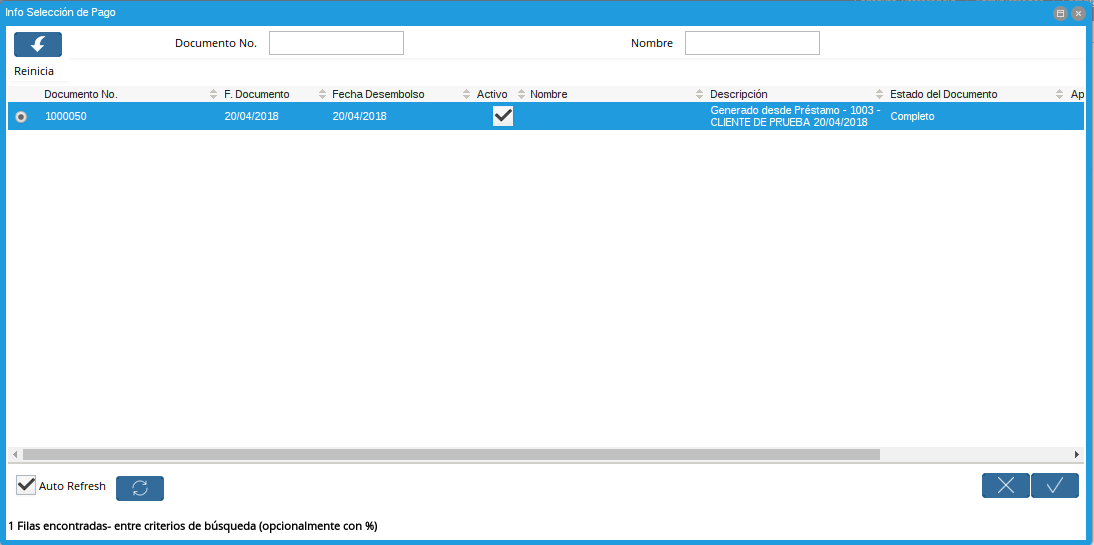 Info Selección de Pago
Documento No.
Nombre
Reinicia
Documento No. F. Documento Fecha Desembolso Activo Nombre Descripción Estado del Documento Ap
1000050 20/04/2018 20/04/2018 Generado desde Préstamo - 1003 - Completo
CLIENTE DE PRUEBA 20/04/2018
Auto Refresh
1 Filas encontradas- entre criterios de búsqueda (opcionalmente con %)